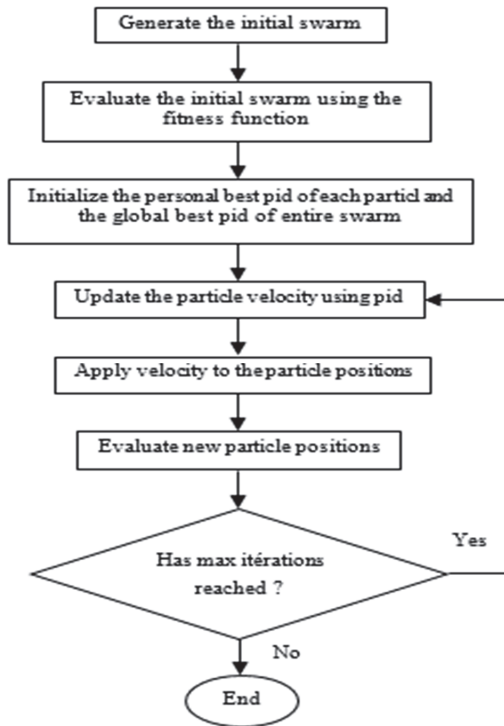 Generate the initial swarm
Evaluate the initial swarm using the
fitness function
Initialize the personal best pid of each particl and
the global best pid of entire swarm
Update the particle velocity using pid
Apply velocity to the particle positions
Evaluate new particle positions
Has max itérations
reached ?
Yes
No
End